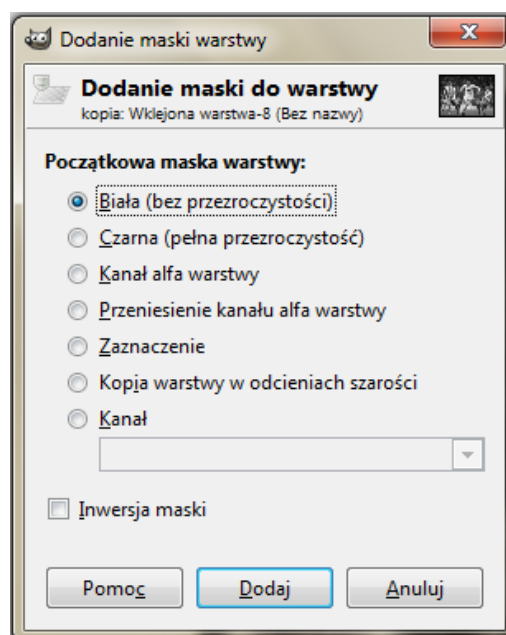 Dodanie maski warstwy
Dodanie maski do warstwy
kopia: Wklejona warstwa-8 (Bez nazwy)
Początkowa maska warstwy:
Biała (bez przezroczystości)
Czarna (pełna przezroczystość)
Kanał alfa warstwy
Przeniesienie kanału alfa warstwy
Zaznaczenie
Kopia warstwy w odcieniach szarości
Kanał
Inwersja maski
Pomoc Dodaj Anuluj